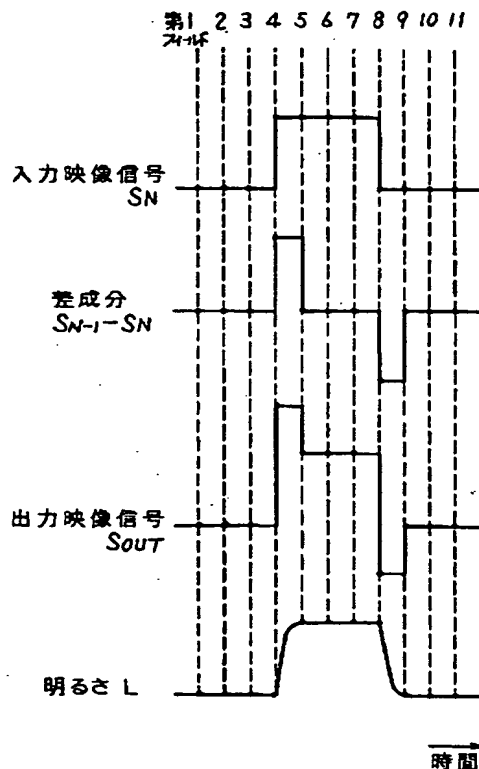 第1 2 3 4 5 6 7 8 9 10 11
フィールド
入力映像信号
SN
差成分
SN-1-SN
出力映像信号
SOUT
明るさ L
時間